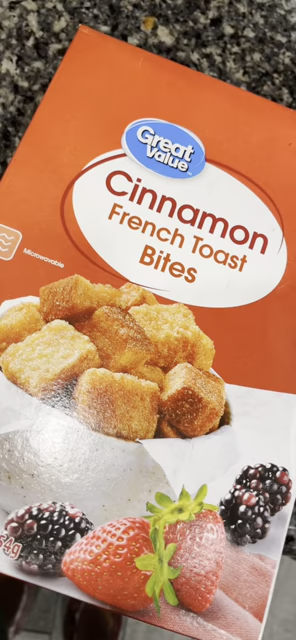 Great
Value
Cinnamon
French Toast
Bites
Microwavable